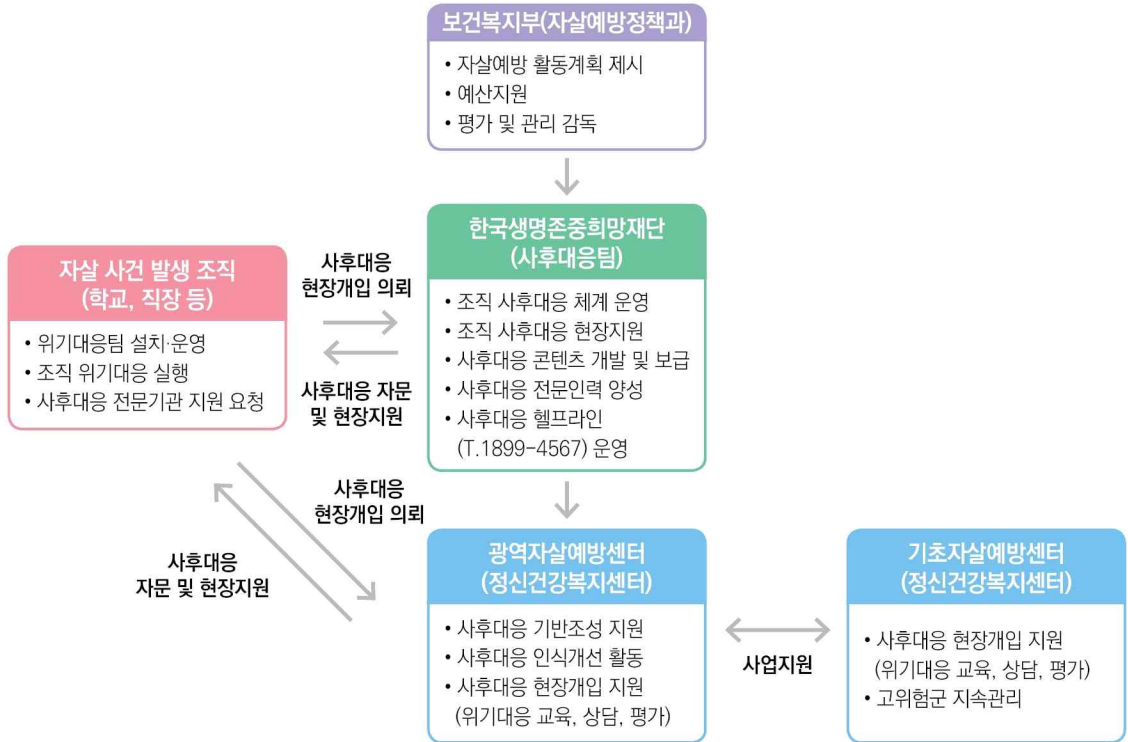 보건복지부(자살예방정책과)
• 자살예방 활동계획 제시
• 예산지원
• 평가 및 관리 감독
한국생명존중희망재단
(사후대응팀)
• 조직 사후대응 체계 운영
• 조직 사후대응 현장지원
• 사후대응 콘텐츠 개발 및 보급
• 사후대응 전문인력 양성
• 사후대응 헬프라인
(T.1899-4567) 운영
자살 사건 발생 조직
(학교, 직장 등)
• 위기대응팀 설치·운영
• 조직 위기대응 실행
• 사후대응 전문기관 지원 요청
사후대응
현장개입 의뢰
사후대응 자문
및 현장지원
사후대응
현장개입 의뢰
사후대응
자문 및 현장지원
광역자살예방센터
(정신건강복지센터)
• 사후대응 기반조성 지원
• 사후대응 인식개선 활동
• 사후대응 현장개입 지원
(위기대응 교육, 상담, 평가)
사업지원
기초자살예방센터
(정신건강복지센터)
• 사후대응 현장개입 지원
(위기대응 교육, 상담, 평가)
• 고위험군 지속관리